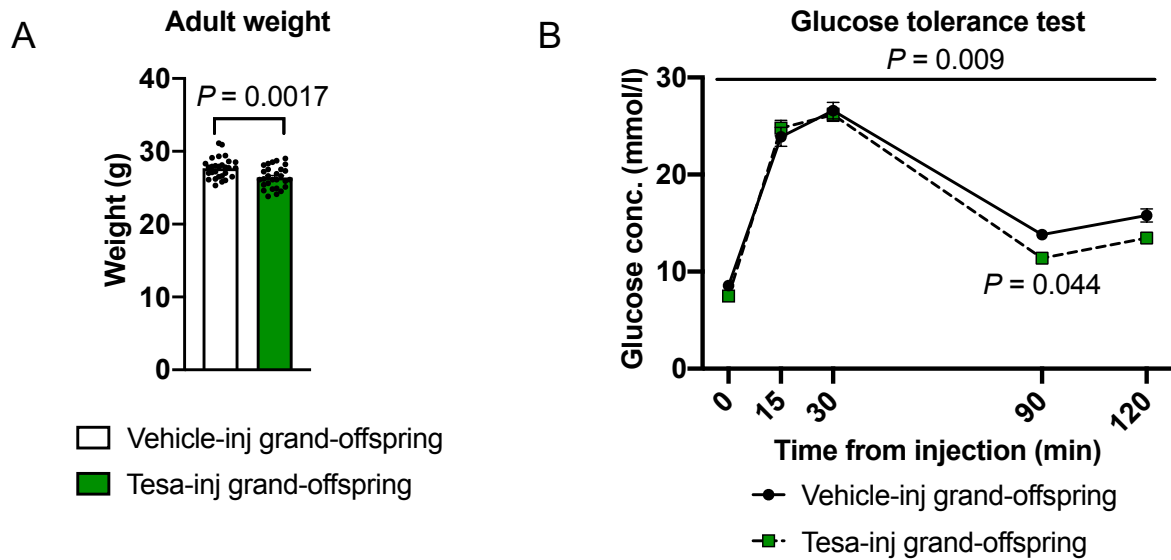 A
Adult weight
P = 0.0017
40
30
20
10
0
Weight (g)
Vehicle-inj grand-offspring
Tesa-inj grand-offspring
B
Glucose tolerance test
P = 0.009
30
20
10
0
Glucose conc. (mmol/l)
P = 0.044
0 15 30 90 120
Time from injection (min)
Vehicle-inj grand-offspring
Tesa-inj grand-offspring